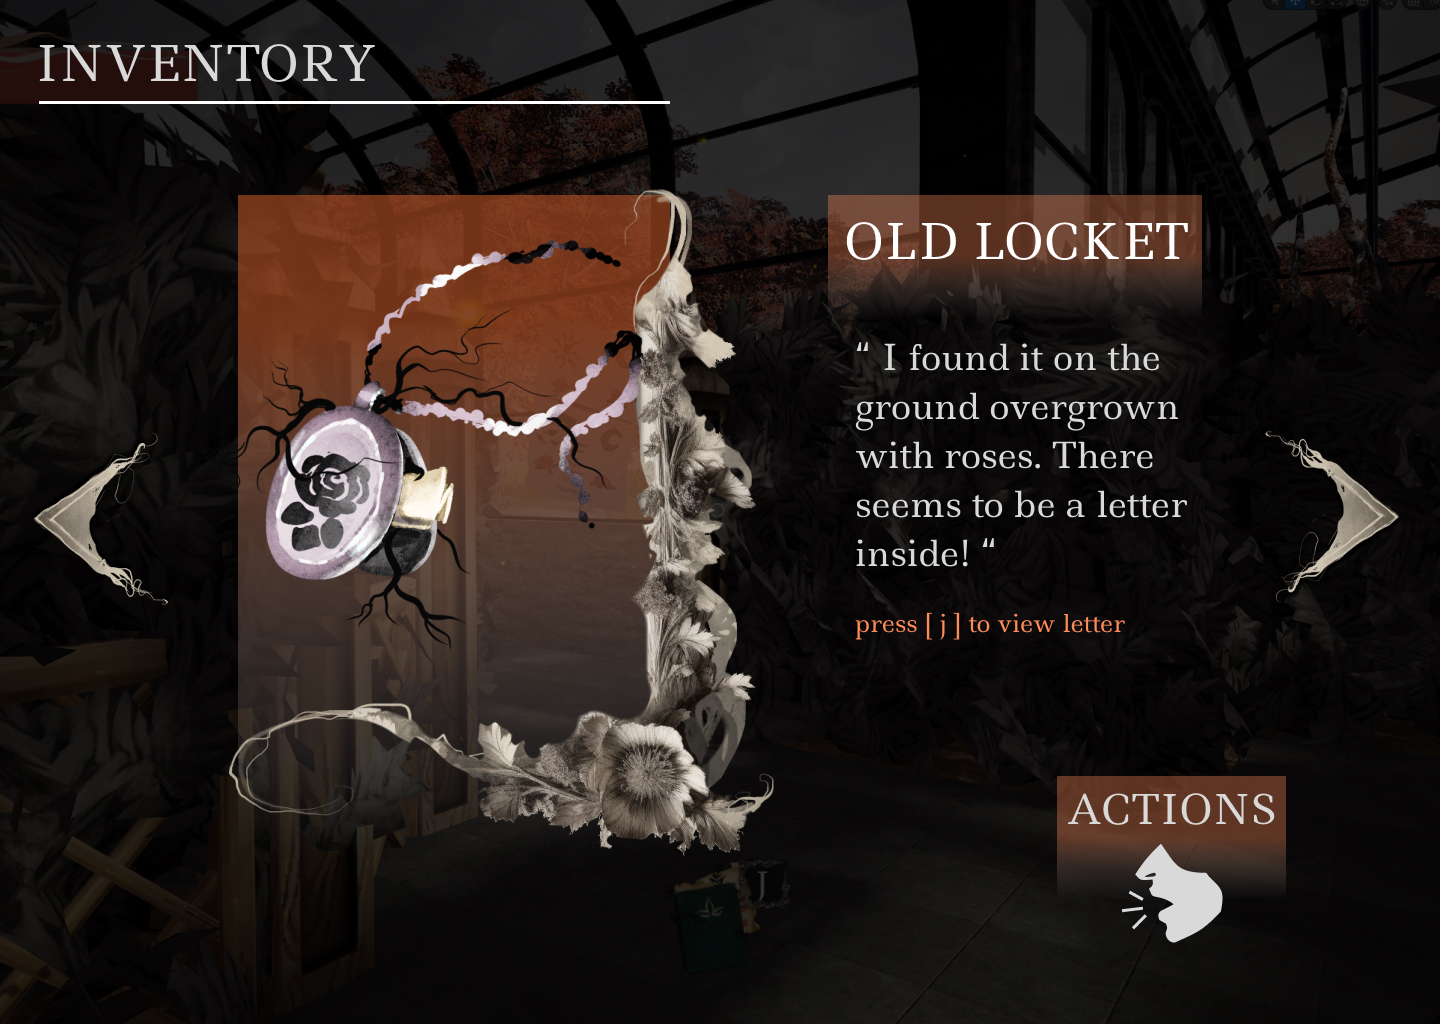 INVENTORY
OLD LOCKET
“ I found it on the
ground overgrown
with roses. There
seems to be a letter
inside! “
press [ j ] to view letter
ACTIONS
J